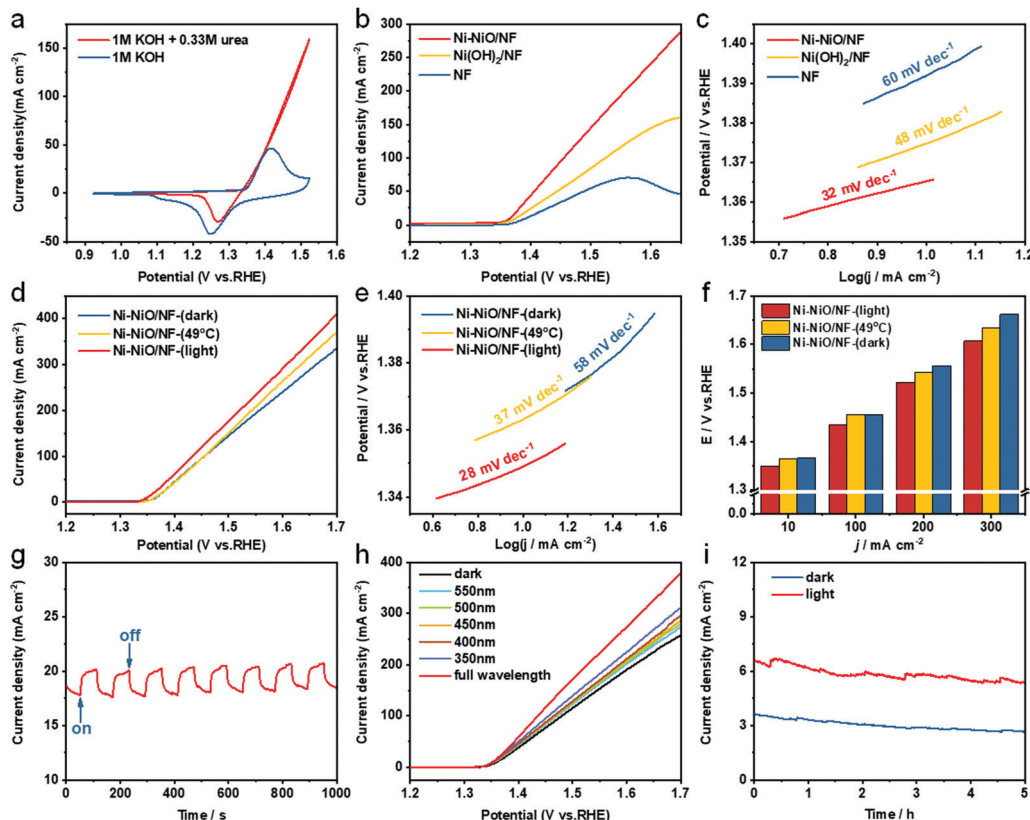 a
1M KOH + 0.33M urea
1M KOH
Current density(mA cm⁻²)
150
100
50
0
-50
0.9 1.0 1.1 1.2 1.3 1.4 1.5 1.6
Potential (V vs.RHE)
b
Ni-NiO/NF
Ni(OH)₂/NF
NF
Current density (mA cm⁻²)
300
250
200
150
100
50
0
1.2 1.3 1.4 1.5 1.6
Potential (V vs.RHE)
c
Ni-NiO/NF
Ni(OH)₂/NF
NF
60 mV dec⁻¹
48 mV dec⁻¹
32 mV dec⁻¹
Potential / V vs.RHE
1.40
1.39
1.38
1.37
1.36
1.35
0.7 0.8 0.9 1.0 1.1 1.2
Log(j / mA cm⁻²)
d
Ni-NiO/NF-(dark)
Ni-NiO/NF-(49°C)
Ni-NiO/NF-(light)
Current density (mA cm⁻²)
400
300
200
100
0
1.2 1.3 1.4 1.5 1.6 1.7
Potential (V vs.RHE)
e
Ni-NiO/NF-(dark)
Ni-NiO/NF-(49°C)
Ni-NiO/NF-(light)
58 mV dec⁻¹
37 mV dec⁻¹
28 mV dec⁻¹
Potential / V vs.RHE
1.40
1.38
1.36
1.34
0.6 0.8 1.0 1.2 1.4 1.6
Log(j / mA cm⁻²)
f
Ni-NiO/NF-(light)
Ni-NiO/NF-(49°C)
Ni-NiO/NF-(dark)
E / V vs.RHE
1.7
1.6
1.5
1.4
1.3
0.0
10 100 200 300
j / mA cm⁻²
g
off
on
Current density (mA cm⁻²)
30
25
20
15
10
0 200 400 600 800 1000
Time / s
h
dark
550nm
500nm
450nm
400nm
350nm
full wavelength
Current density (mA cm⁻²)
400
300
200
100
0
1.2 1.3 1.4 1.5 1.6 1.7
Potential (V vs.RHE)
i
dark
light
Current density (mA cm⁻²)
12
9
6
3
0
0 1 2 3 4 5
Time / h